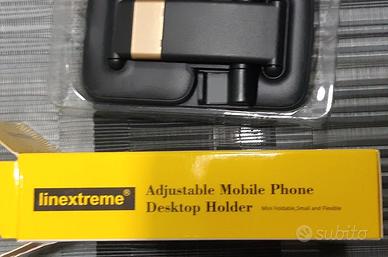 linextreme®
Adjustable Mobile Phone
Desktop Holder
Mini Foldable,Small and Flexible
subito